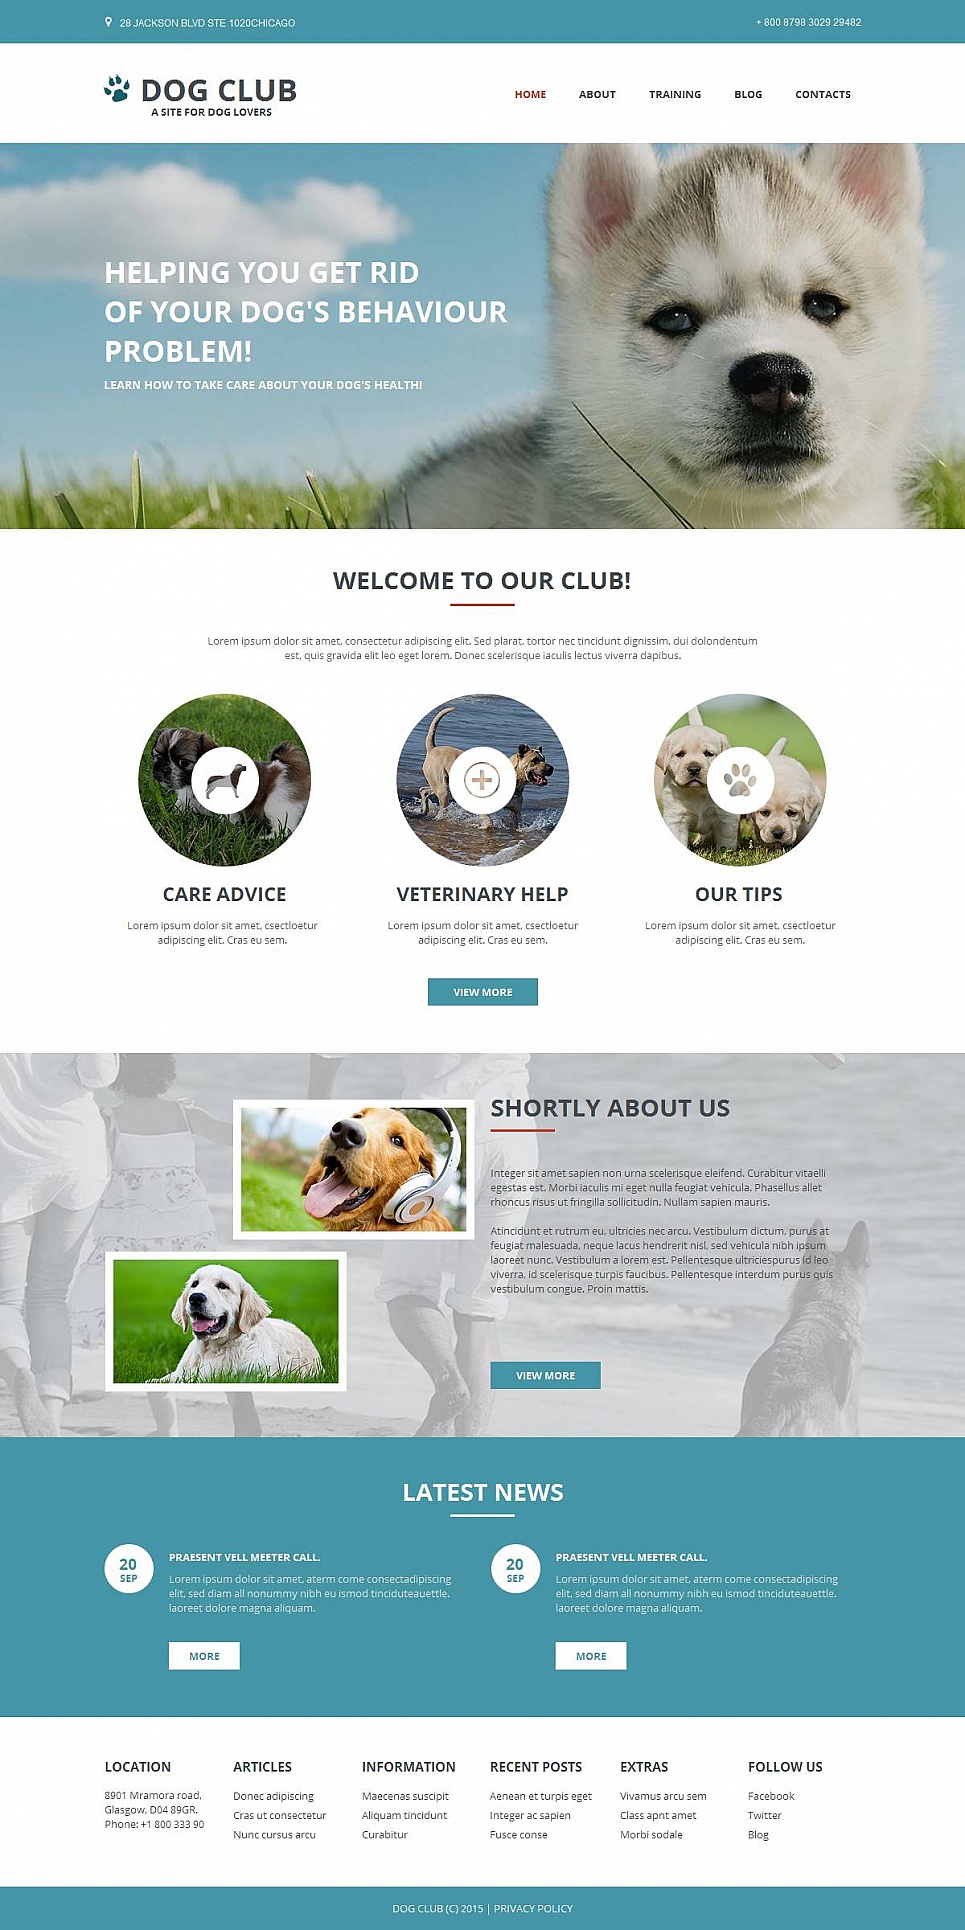 28 JACKSON BLVD STE 1020CHICAGO
+ 800 8798 3029 29482
DOG CLUB
A SITE FOR DOG LOVERS
HOME
ABOUT
TRAINING
BLOG
CONTACTS
HELPING YOU GET RID
OF YOUR DOG'S BEHAVIOUR
PROBLEM!
LEARN HOW TO TAKE CARE ABOUT YOUR DOG'S HEALTH!
WELCOME TO OUR CLUB!
Lorem ipsum dolor sit amet, consectetur adipiscing elit. Sed plarat, tortor nec tincidunt dignissim, dui dolondentum
est, quis gravida elit leo eget lorem. Donec scelerisque iaculis lectus viverra dapibus.
CARE ADVICE
Lorem ipsum dolor sit amet, csectloetur
adipiscing elit. Cras eu sem.
VETERINARY HELP
Lorem ipsum dolor sit amet, csectloetur
adipiscing elit. Cras eu sem.
OUR TIPS
Lorem ipsum dolor sit amet, csectloetur
adipiscing elit. Cras eu sem.
VIEW MORE
SHORTLY ABOUT US
Integer sit amet sapien non urna scelerisque eleifend. Curabitur vitaelli
egestas est. Morbi iaculis mi eget nulla feugiat vehicula. Phasellus allet
rhoncus risus ut fringilla sollicitudin. Nullam sapien mauris.
Atincidunt et rutrum eu, ultricies nec arcu. Vestibulum dictum, purus at
feugiat malesuada, neque lacus hendrerit nisl, sed vehicula nibh ipsum
laoreet nunc. Vestibulum a lorem est. Pellentesque ultriciespurus id leo
viverra, id scelerisque turpis faucibus. Pellentesque interdum purus quis
vestibulum congue. Proin mattis.
VIEW MORE
LATEST NEWS
20
SEP
PRAESENT VELL MEETER CALL.
Lorem ipsum dolor sit amet, aterm come consectadipiscing
elit, sed diam all nonummy nibh eu ismod tinciduteauettle.
laoreet dolore magna aliquam.
MORE
20
SEP
PRAESENT VELL MEETER CALL.
Lorem ipsum dolor sit amet, aterm come consectadipiscing
elit, sed diam all nonummy nibh eu ismod tinciduteauettle.
laoreet dolore magna aliquam.
MORE
LOCATION
8901 Mramora road,
Glasgow, D04 89GR.
Phone: +1 800 333 90
ARTICLES
Donec adipiscing
Cras ut consectetur
Nunc cursus arcu
INFORMATION
Maecenas suscipit
Aliquam tincidunt
Curabitur
RECENT POSTS
Aenean et turpis eget
Integer ac sapien
Fusce conse
EXTRAS
Vivamus arcu sem
Class apnt amet
Morbi sodale
FOLLOW US
Facebook
Twitter
Blog
DOG CLUB (C) 2015 | PRIVACY POLICY